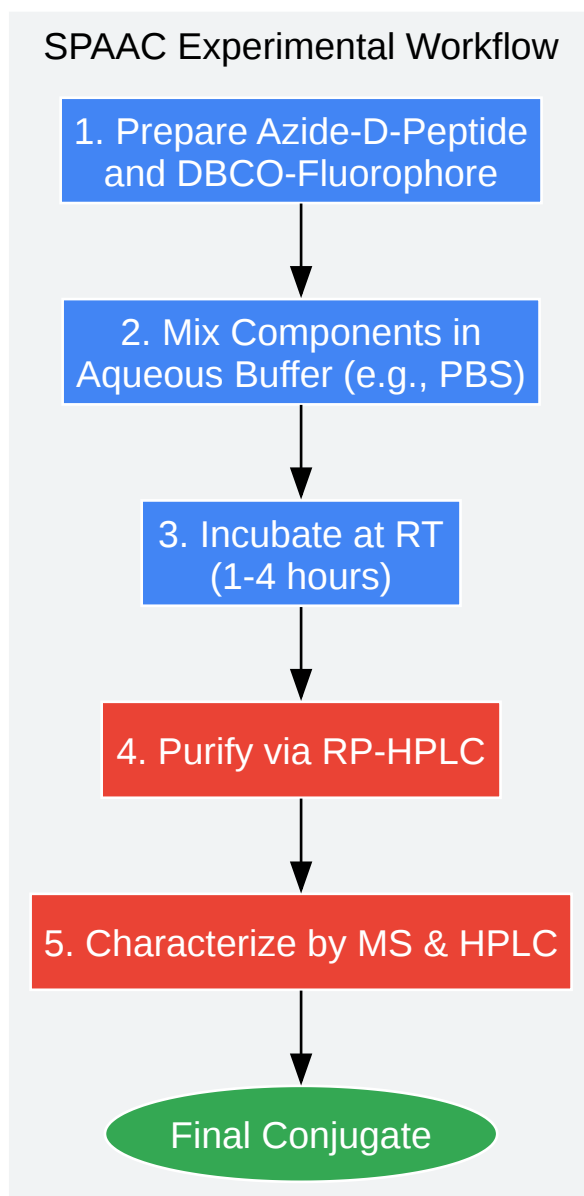 SPAAC Experimental Workflow
1. Prepare Azide-D-Peptide
and DBCO-Fluorophore
2. Mix Components in
Aqueous Buffer (e.g., PBS)
3. Incubate at RT
(1-4 hours)
4. Purify via RP-HPLC
5. Characterize by MS & HPLC
Final Conjugate